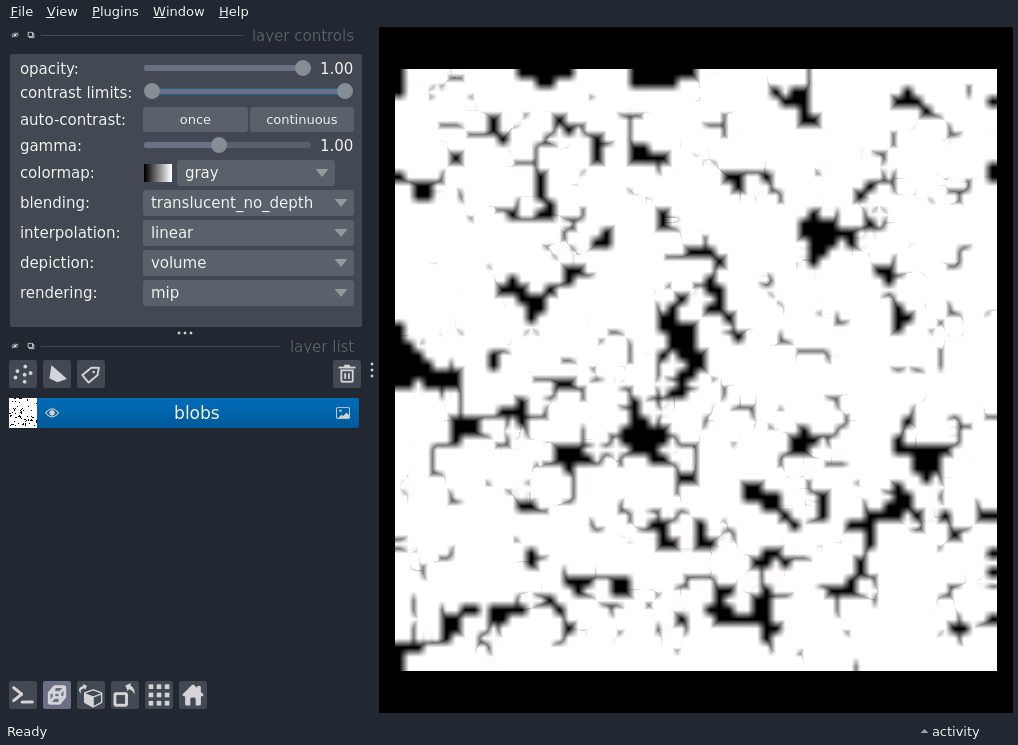 File View Plugins Window Help
layer controls
opacity: 1.00
contrast limits:
auto-contrast: once continuous
gamma: 1.00
colormap: gray
blending: translucent_no_depth
interpolation: linear
depiction: volume
rendering: mip
layer list
blobs
Ready activity